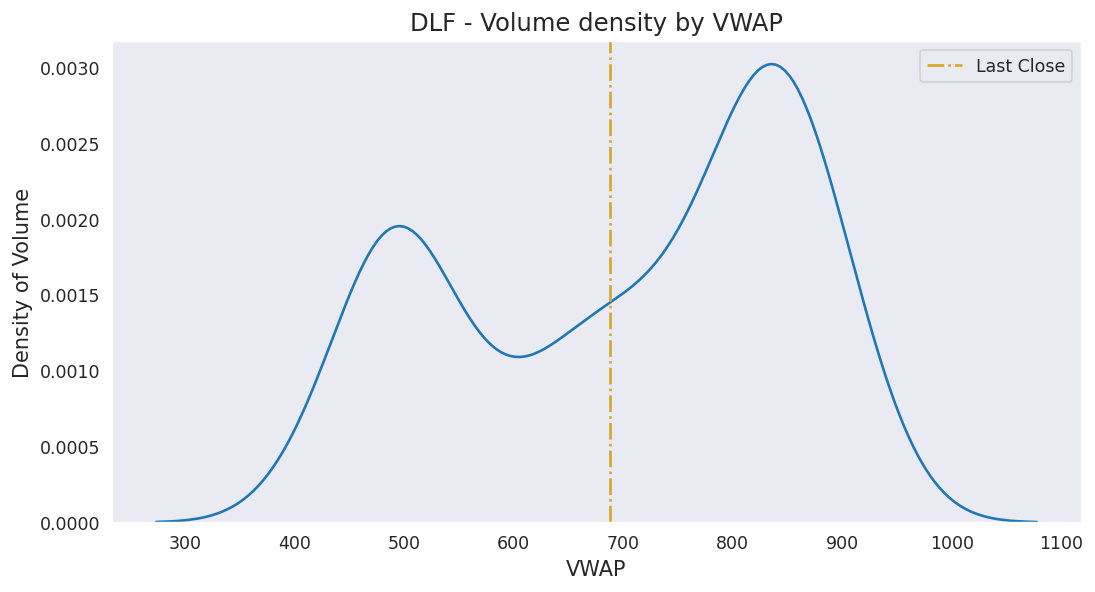 DLF - Volume density by VWAP
Last Close
0.0030
0.0025
0.0020
0.0015
0.0010
0.0005
0.0000
Density of Volume
300 400 500 600 700 800 900 1000 1100
VWAP